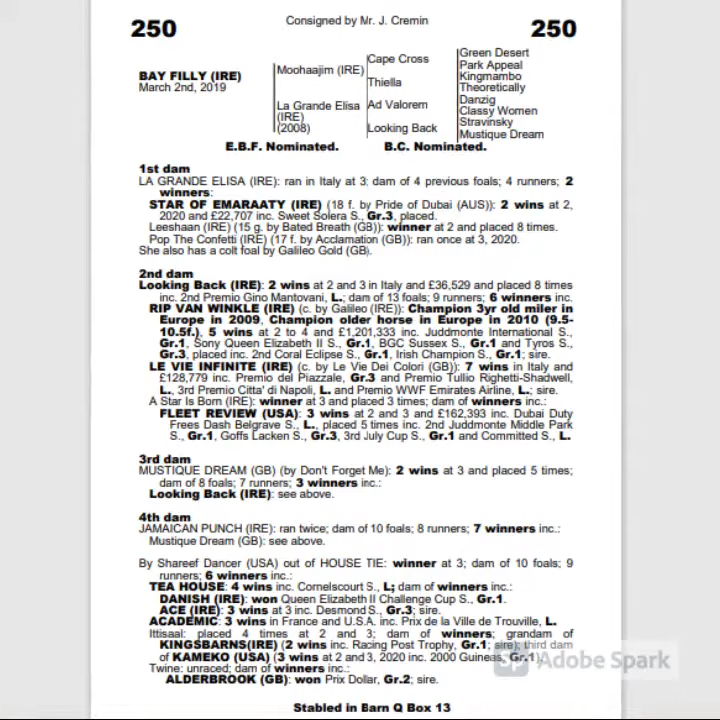 250
Consigned by Mr. J. Cremin
250
BAY FILLY (IRE)
March 2nd, 2019
Moohaajim (IRE)
La Grande Elisa
(IRE)
(2008)
Cape Cross
Thiella
Ad Valorem
Looking Back
Green Desert
Park Appeal
Kingmambo
Theoretically
Danzig
Classy Women
Stravinsky
Mustique Dream
E.B.F. Nominated. B.C. Nominated.
1st dam
LA GRANDE ELISA (IRE): ran in Italy at 3; dam of 4 previous foals; 4 runners; 2
winners:
STAR OF EMARAATY (IRE) (18 f. by Pride of Dubai (AUS)): 2 wins at 2,
2020 and £22,707 inc. Sweet Solera S., Gr.3, placed.
Leeshaan (IRE) (15 g. by Bated Breath (GB)): winner at 2 and placed 8 times.
Pop The Confetti (IRE) (17 f. by Acclamation (GB)): ran once at 3, 2020.
She also has a colt foal by Galileo Gold (GB).
2nd dam
Looking Back (IRE): 2 wins at 2 and 3 in Italy and £36,529 and placed 8 times
inc. 2nd Premio Gino Mantovani, L.; dam of 13 foals; 9 runners; 6 winners inc.
RIP VAN WINKLE (IRE) (c. by Galileo (IRE)): Champion 3yr old miler in
Europe in 2009, Champion older horse in Europe in 2010 (9.5-
10.5f.), 5 wins at 2 to 4 and £1,201,333 inc. Juddmonte International S.,
Gr.1, Sony Queen Elizabeth II S., Gr.1, BGC Sussex S., Gr.1 and Tyros S.,
Gr.3, placed inc. 2nd Coral Eclipse S., Gr.1, Irish Champion S., Gr.1; sire.
LE VIE INFINITE (IRE) (c. by Le Vie Dei Colori (GB)): 7 wins in Italy and
£128,779 inc. Premio del Piazzale, Gr.3 and Premio Tullio Righetti-Shadwell,
L., 3rd Premio Citta' di Napoli, L. and Premio WWF Emirates Airline, L.; sire.
A Star Is Born (IRE): winner at 3 and placed 3 times; dam of winners inc.:
FLEET REVIEW (USA): 3 wins at 2 and 3 and £162,393 inc. Dubai Duty
Frees Dash Belgrave S., L., placed 5 times inc. 2nd Juddmonte Middle Park
S., Gr.1, Goffs Lacken S., Gr.3, 3rd July Cup S., Gr.1 and Committed S., L.
3rd dam
MUSTIQUE DREAM (GB) (by Don't Forget Me): 2 wins at 3 and placed 5 times;
dam of 8 foals; 7 runners; 3 winners inc.:
Looking Back (IRE): see above.
4th dam
JAMAICAN PUNCH (IRE): ran twice; dam of 10 foals; 8 runners; 7 winners inc.:
Mustique Dream (GB): see above.
By Shareef Dancer (USA) out of HOUSE TIE: winner at 3; dam of 10 foals; 9
runners; 6 winners inc.:
TEA HOUSE: 4 wins inc. Cornelscourt S., L; dam of winners inc.:
DANISH (IRE): won Queen Elizabeth II Challenge Cup S., Gr.1.
ACE (IRE): 3 wins at 3 inc. Desmond S., Gr.3; sire.
ACADEMIC: 3 wins in France and U.S.A. inc. Prix de la Ville de Trouville, L.
Ittisaal: placed 4 times at 2 and 3; dam of winners; grandam of
KINGSBARNS(IRE) (2 wins inc. Racing Post Trophy, Gr.1; sire); third dam
of KAMEKO (USA) (3 wins at 2 and 3, 2020 inc. 2000 Guineas, Gr.1).
Twine: unraced; dam of winners inc.:
ALDERBROOK (GB): won Prix Dollar, Gr.2; sire.
Sp Adobe Spark
Stabled in Barn Q Box 13